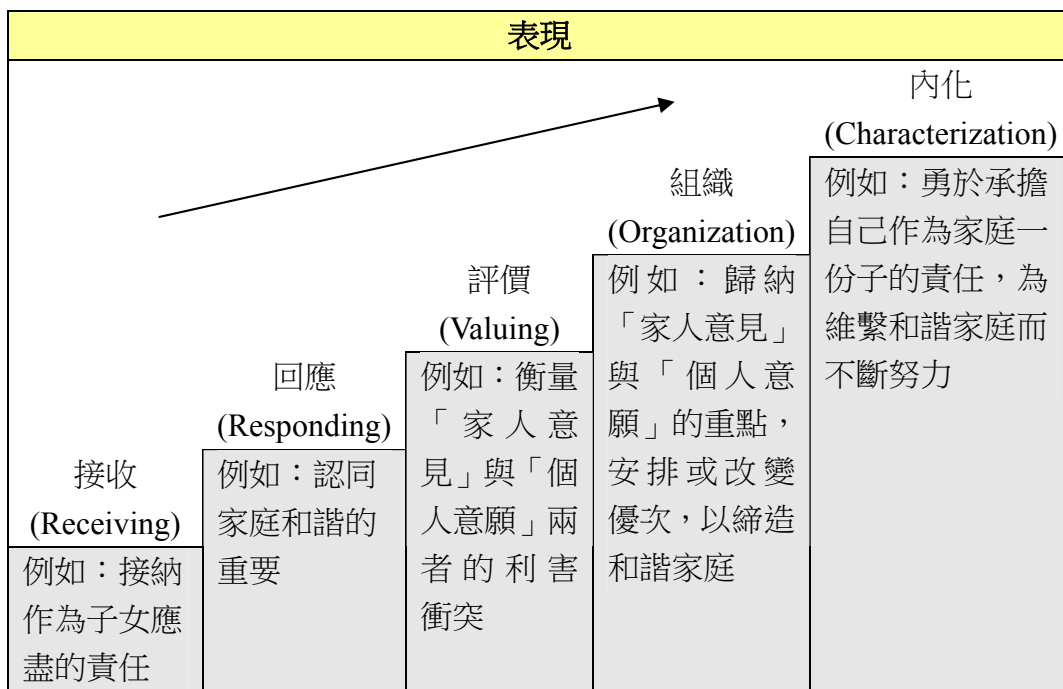 表現
接收
(Receiving)
例如：接納
作為子女應
盡的責任
回應
(Responding)
例如：認同
家庭和諧的
重要
評價
(Valuing)
例如：衡量
「家人意
見」與「個
人意願」兩
者的利害
衝突
組織
(Organization)
例如：歸納
「家人意見」
與「個人意
願」的重點，
安排或改變
優次，以締造
和諧家庭
內化
(Characterization)
例如：勇於承擔
自己作為家庭一
份子的責任，為
維繫和諧家庭而
不斷努力